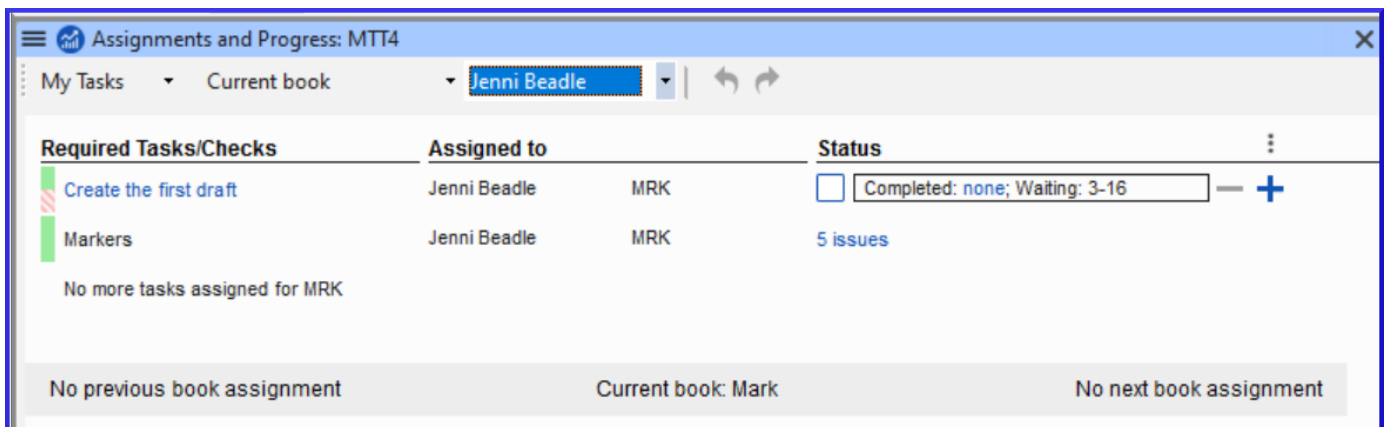 Assignments and Progress: MTT4
My Tasks Current book Jenni Beadle
Required Tasks/Checks Assigned to Status
Create the first draft Jenni Beadle MRK Completed: none; Waiting: 3-16
Markers Jenni Beadle MRK 5 issues
No more tasks assigned for MRK
No previous book assignment Current book: Mark No next book assignment